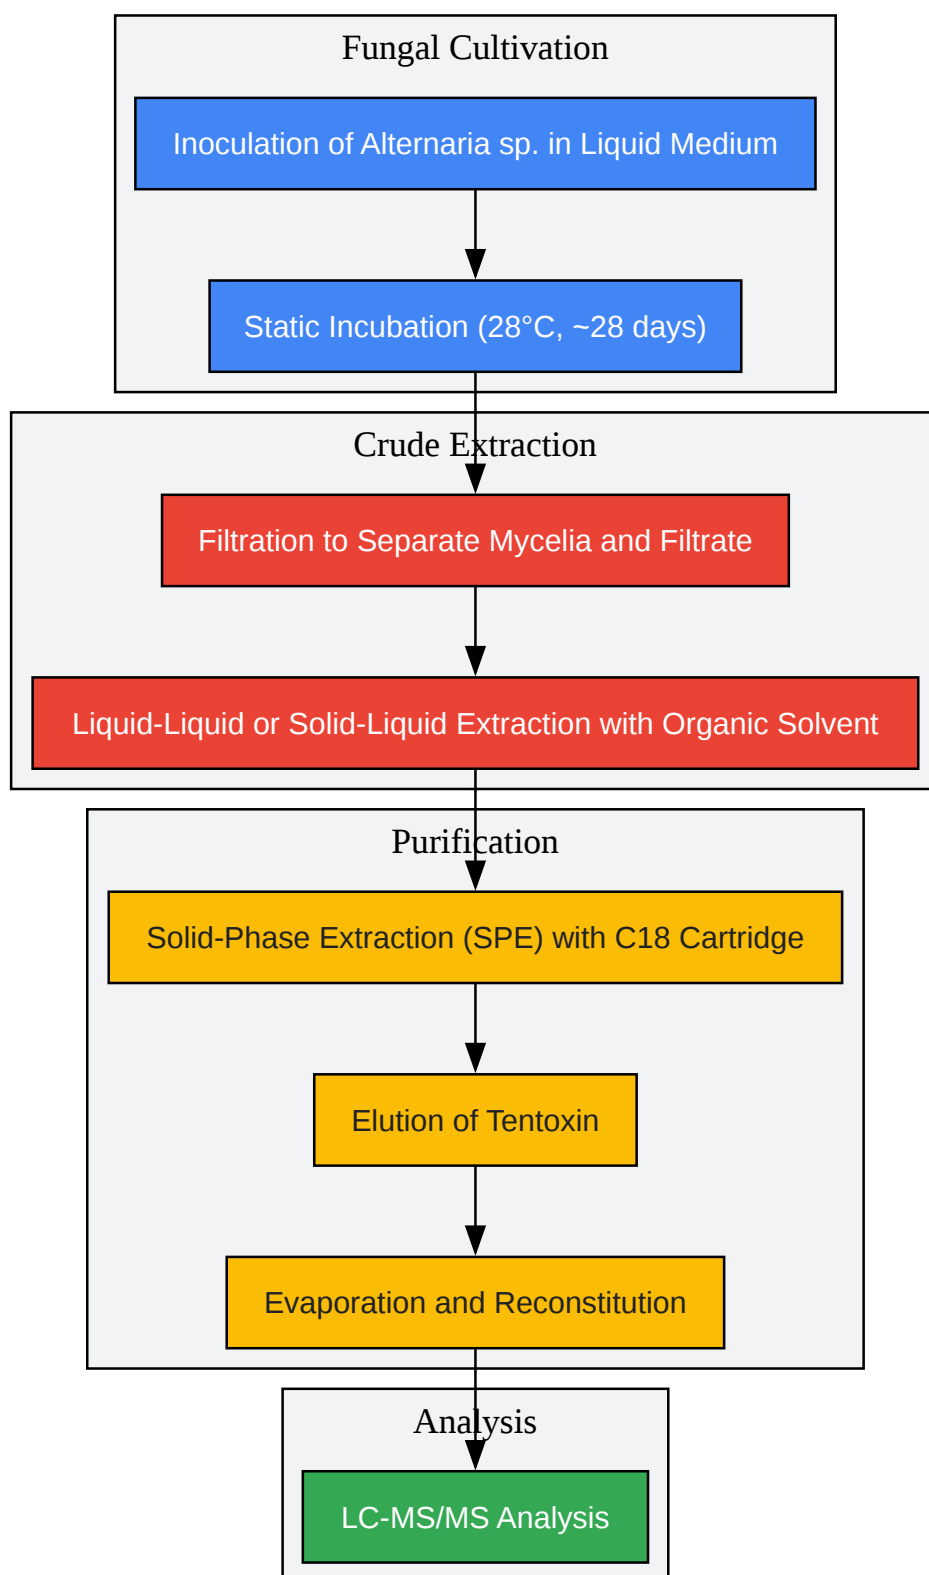 Fungal Cultivation
Inoculation of Alternaria sp. in Liquid Medium
Static Incubation (28°C, ~28 days)
Crude Extraction
Filtration to Separate Mycelia and Filtrate
Liquid-Liquid or Solid-Liquid Extraction with Organic Solvent
Purification
Solid-Phase Extraction (SPE) with C18 Cartridge
Elution of Tentoxin
Evaporation and Reconstitution
Analysis
LC-MS/MS Analysis